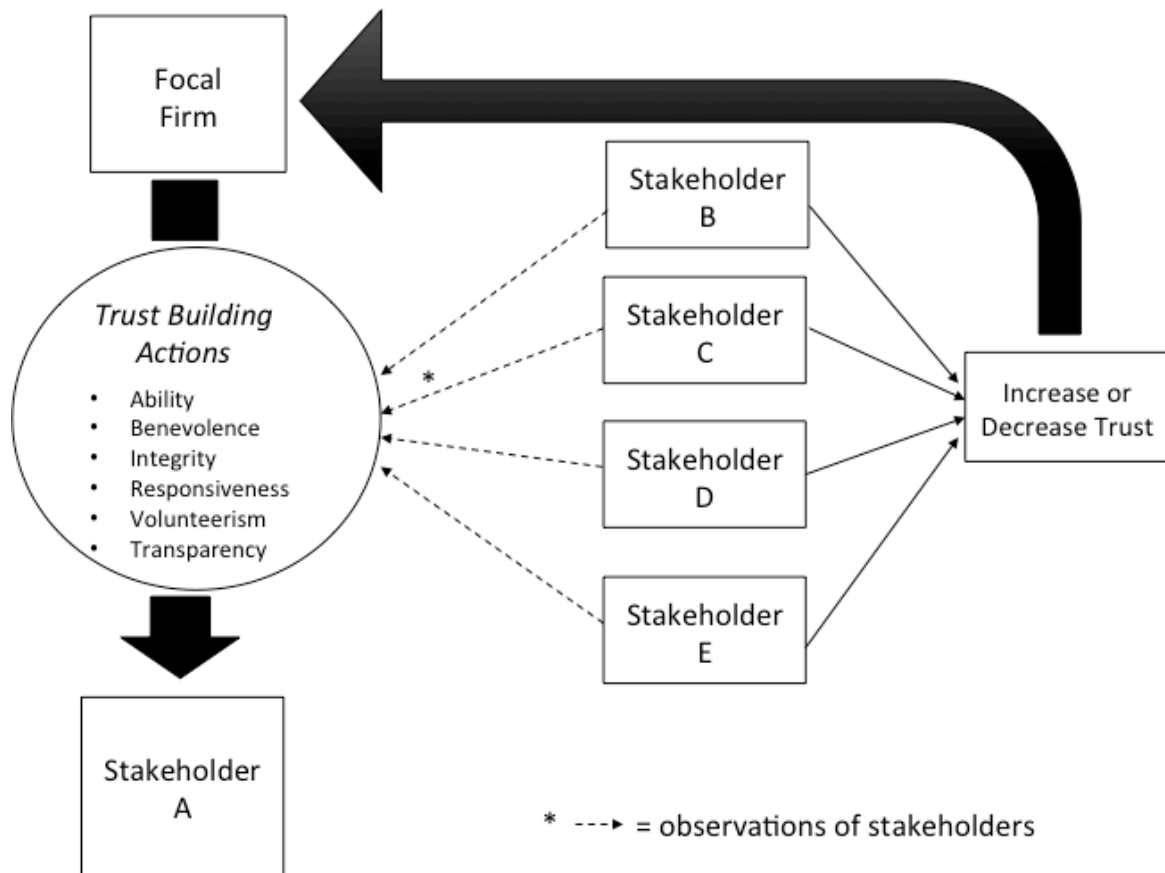 Focal
Firm
Trust Building
Actions
• Ability
• Benevolence
• Integrity
• Responsiveness
• Volunteerism
• Transparency
Stakeholder
A
*
Stakeholder
B
Stakeholder
C
Stakeholder
D
Stakeholder
E
Increase or
Decrease Trust
* = observations of stakeholders